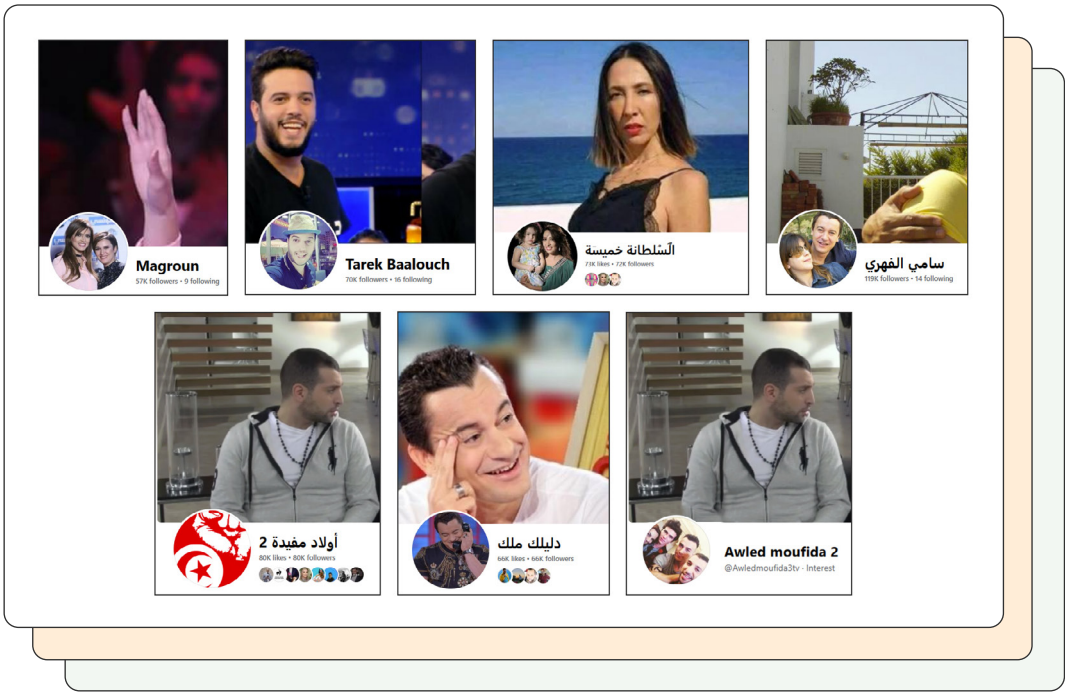 Magroun
57K followers • 9 following
Tarek Baalouch
70K followers • 16 following
السّلطانة خميسة
73K likes • 72K followers
سامي الفهري
119K followers • 14 following
أولاد مفيدة 2
80K likes • 80K followers
دليلك ملك
66K likes • 66K followers
Awled moufida 2
@Awledmoufida3tv · Interest